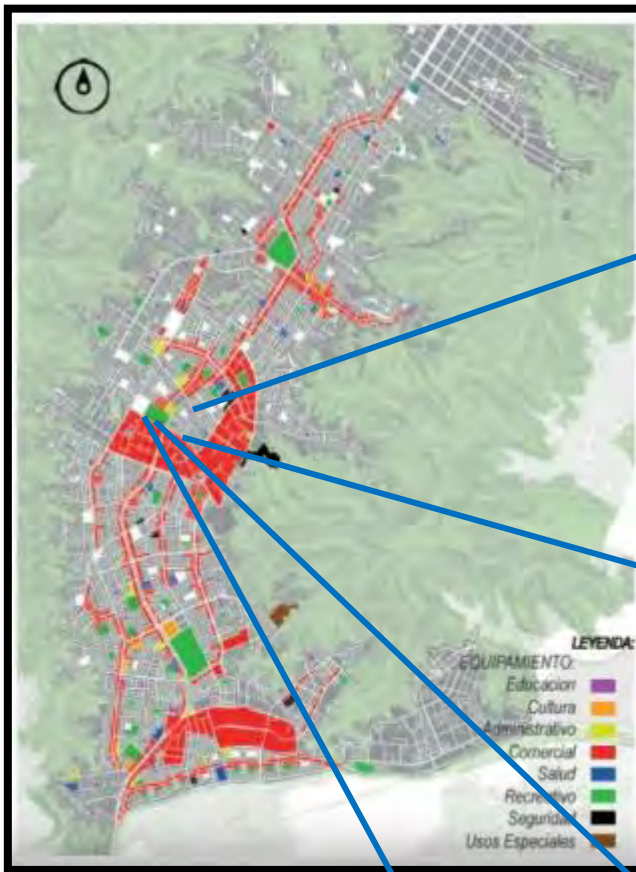 LEYENDA:
EQUIPAMIENTO:
Educacion
Cultura
Administrativo
Comercial
Salud
Recreativo
Seguridad
Usos Especiales